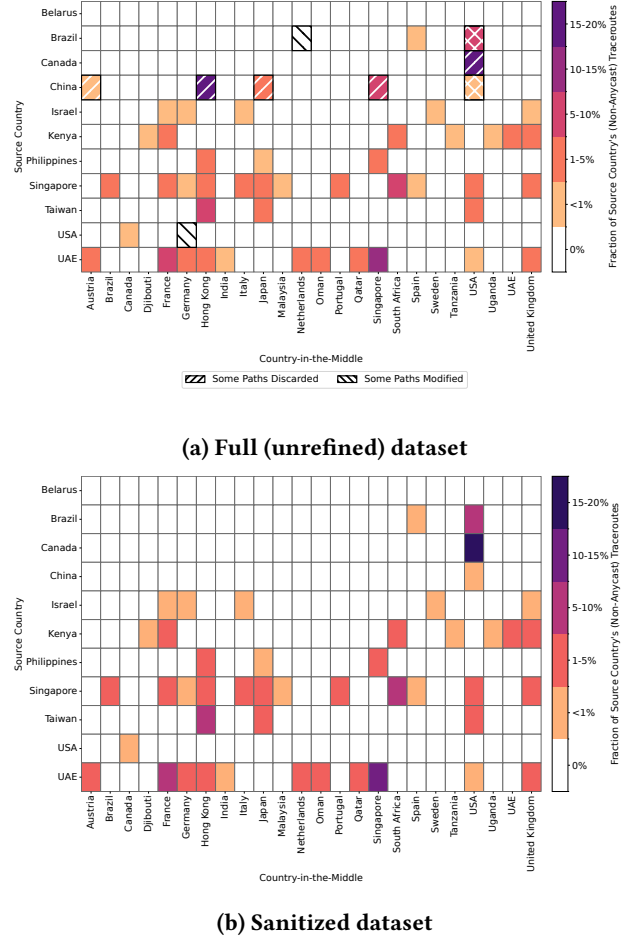 Belarus
Brazil
Canada
China
Israel
Kenya
Philippines
Singapore
Taiwan
USA
UAE
Source Country
Austria
Brazil
Canada
Djibouti
France
Germany
Hong Kong
India
Italy
Japan
Malaysia
Netherlands
Oman
Portugal
Qatar
Singapore
South Africa
Spain
Sweden
Tanzania
USA
Uganda
UAE
United Kingdom
Country-in-the-Middle
15-20%
10-15%
5-10%
1-5%
<1%
0%
Fraction of Source Country's (Non-Anycast) Traceroutes
Some Paths Discarded
Some Paths Modified
(a) Full (unrefined) dataset
Belarus
Brazil
Canada
China
Israel
Kenya
Philippines
Singapore
Taiwan
USA
UAE
Source Country
Austria
Brazil
Canada
Djibouti
France
Germany
Hong Kong
India
Italy
Japan
Malaysia
Netherlands
Oman
Portugal
Qatar
Singapore
South Africa
Spain
Sweden
Tanzania
USA
Uganda
UAE
United Kingdom
Country-in-the-Middle
15-20%
10-15%
5-10%
1-5%
<1%
0%
Fraction of Source Country's (Non-Anycast) Traceroutes
(b) Sanitized dataset